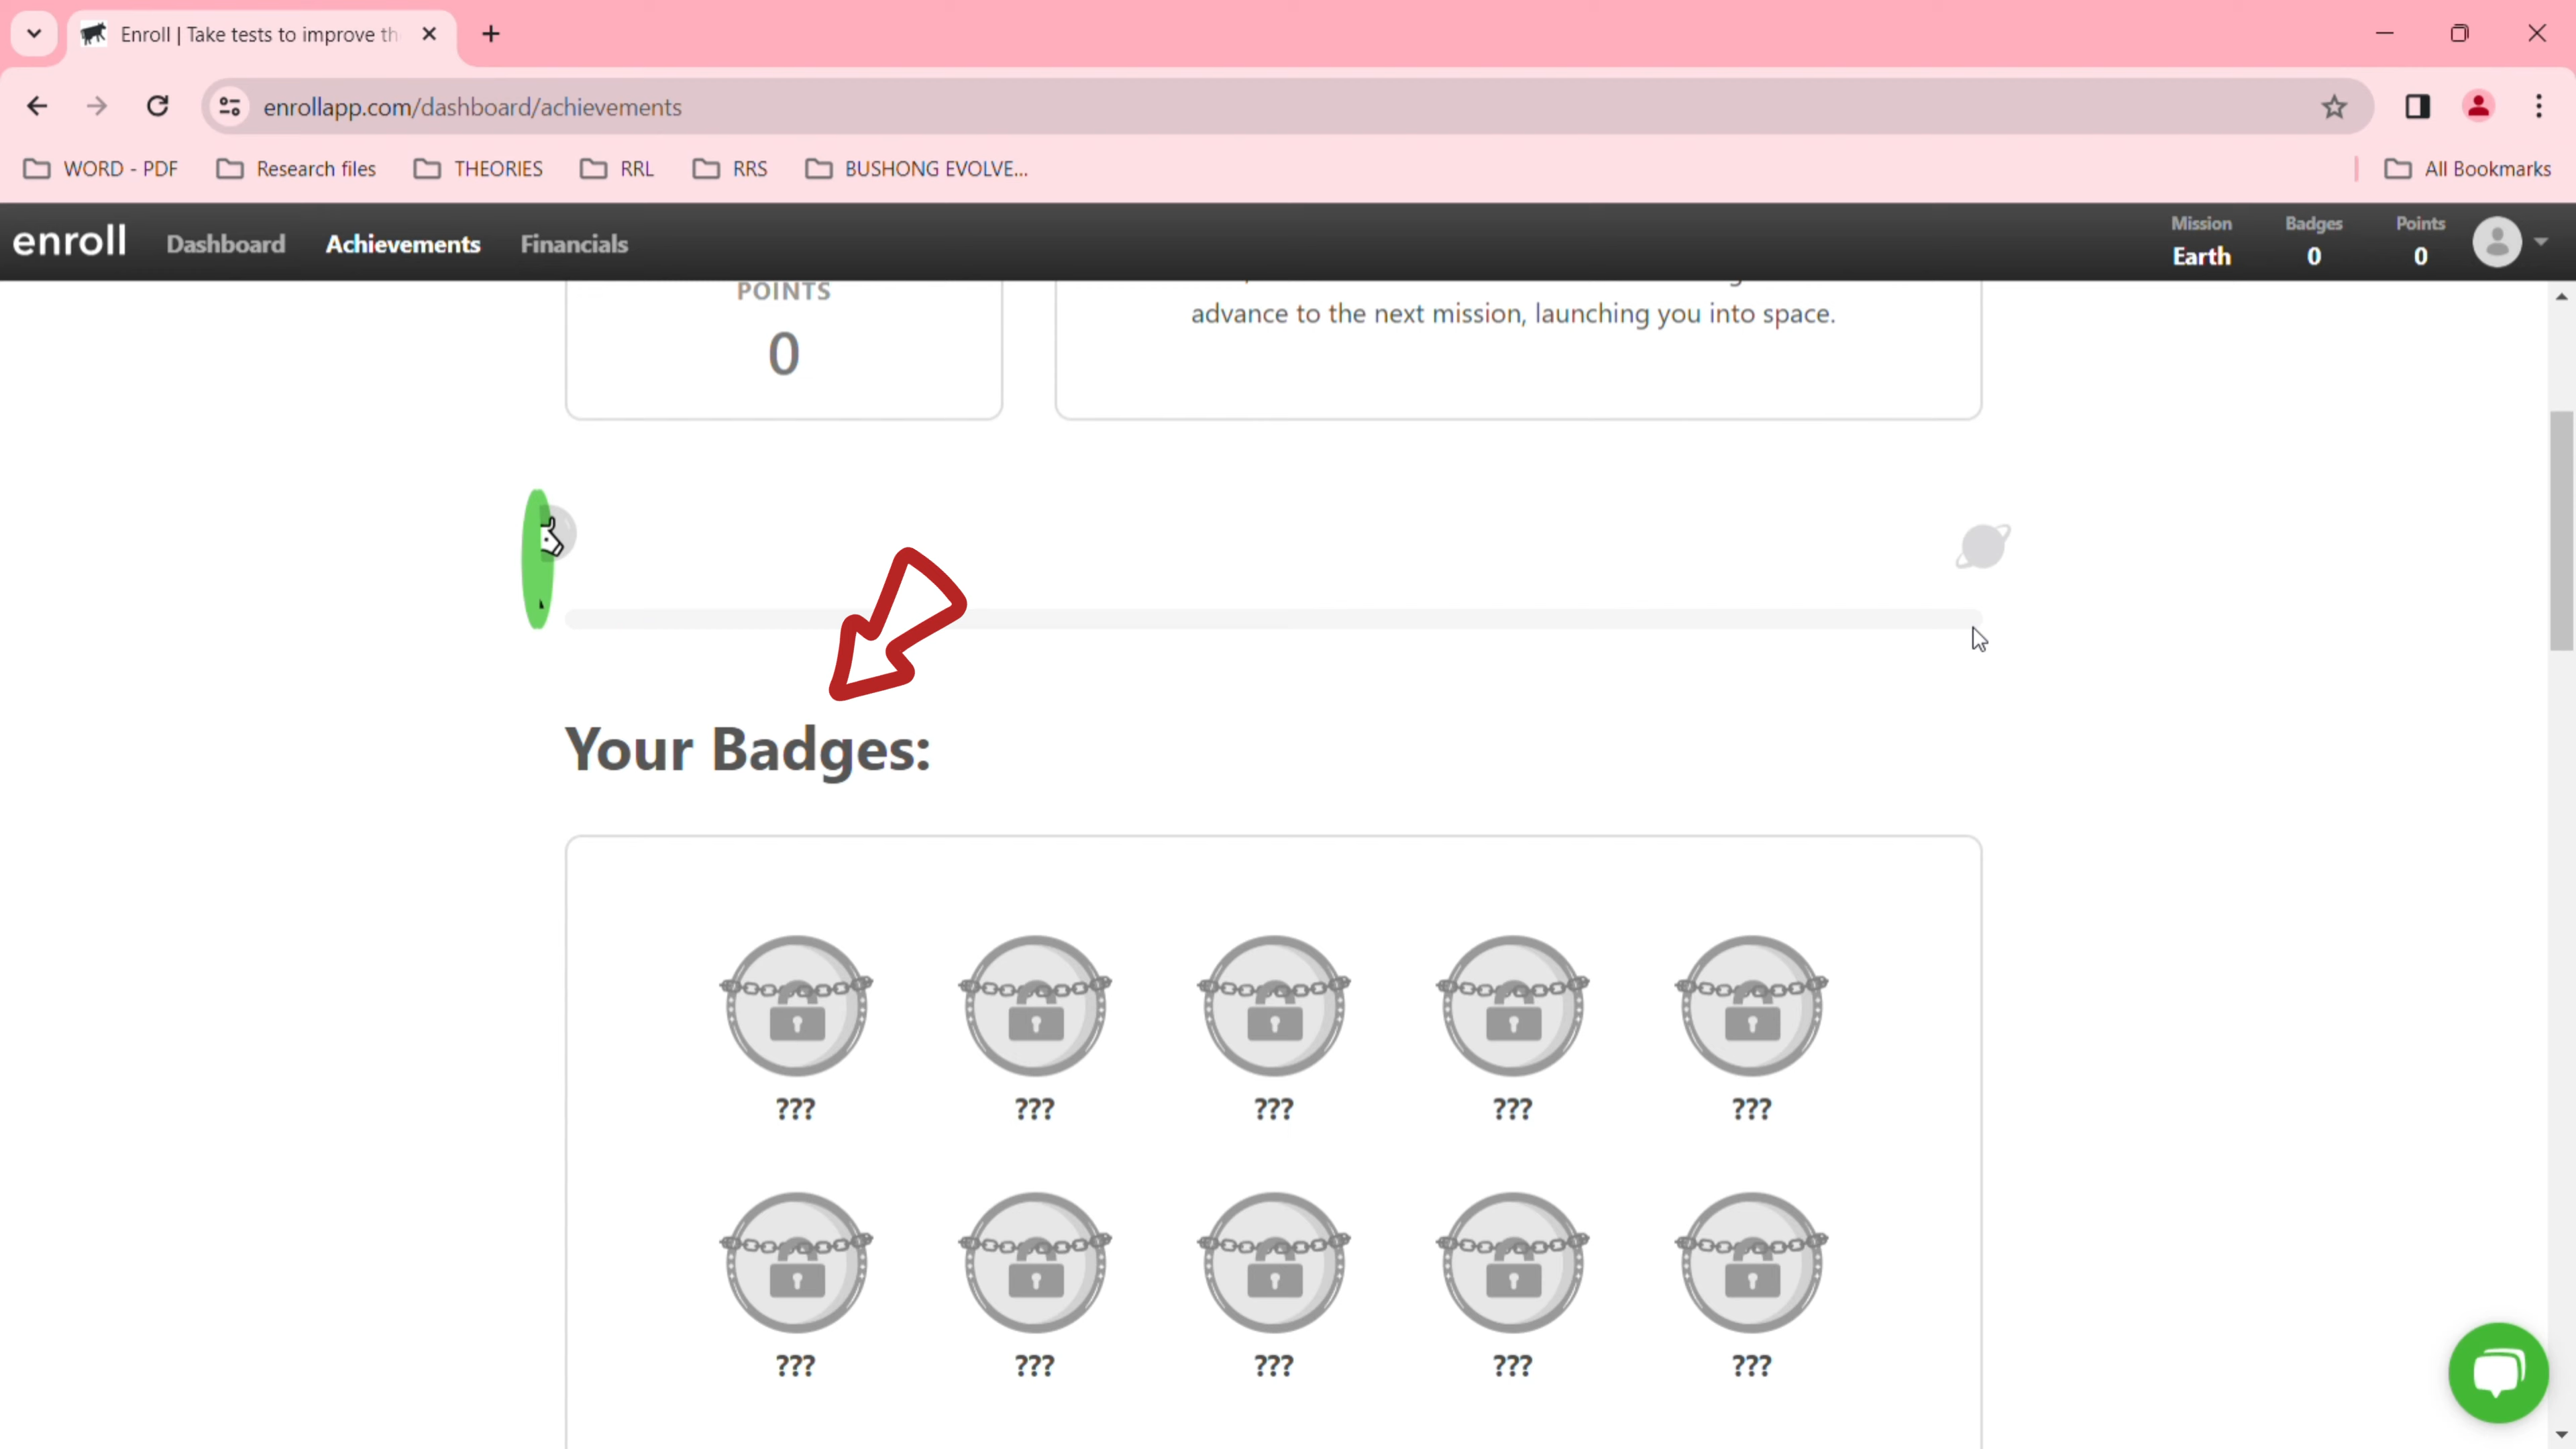 Enroll | Take tests to improve th
enrollapp.com/dashboard/achievements
WORD - PDF
Research files
THEORIES
RRL
RRS
BUSHONG EVOLVE...
All Bookmarks
enroll
Dashboard
Achievements
Financials
Mission
Earth
Badges
0
Points
0
POINTS
0
advance to the next mission, launching you into space.
Your Badges:
??? ??? ??? ??? ???
??? ??? ??? ??? ???